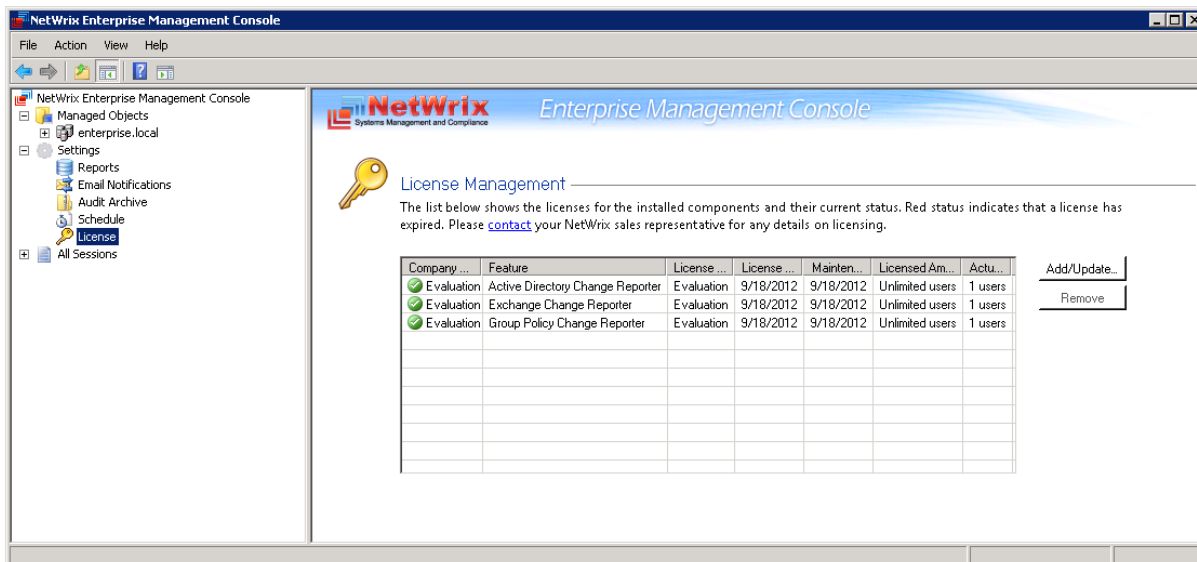 NetWrix Enterprise Management Console
File Action View Help
NetWrix Enterprise Management Console
Managed Objects
enterprise.local
Settings
Reports
Email Notifications
Audit Archive
Schedule
License
All Sessions
NetWrix
Systems Management and Compliance
Enterprise Management Console
License Management
The list below shows the licenses for the installed components and their current status. Red status indicates that a license has
expired. Please contact your NetWrix sales representative for any details on licensing.
Company ... Feature License ... License ... Mainten... Licensed Am... Actu...
Evaluation Active Directory Change Reporter Evaluation 9/18/2012 9/18/2012 Unlimited users 1 users
Evaluation Exchange Change Reporter Evaluation 9/18/2012 9/18/2012 Unlimited users 1 users
Evaluation Group Policy Change Reporter Evaluation 9/18/2012 9/18/2012 Unlimited users 1 users
Add/Update...
Remove